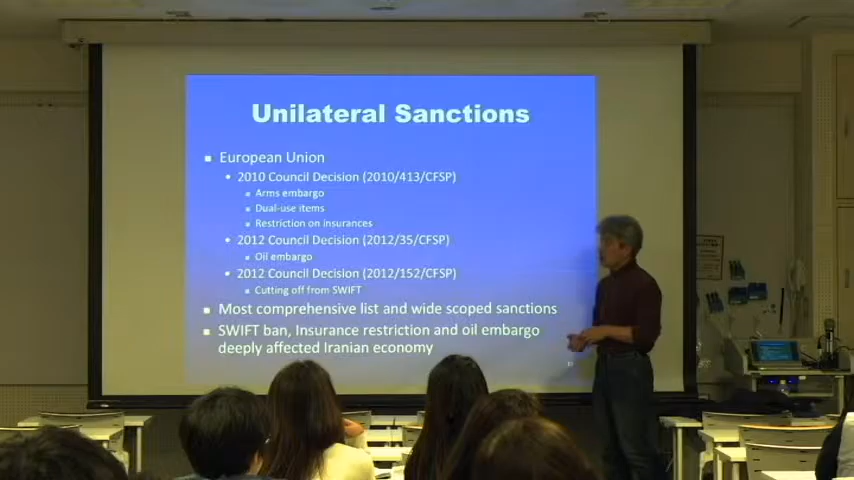 Unilateral Sanctions
▪ European Union
• 2010 Council Decision (2010/413/CFSP)
▪ Arms embargo
▪ Dual-use items
▪ Restriction on insurances
• 2012 Council Decision (2012/35/CFSP)
▪ Oil embargo
• 2012 Council Decision (2012/152/CFSP)
▪ Cutting off from SWIFT
▪ Most comprehensive list and wide scoped sanctions
▪ SWIFT ban, Insurance restriction and oil embargo
deeply affected Iranian economy